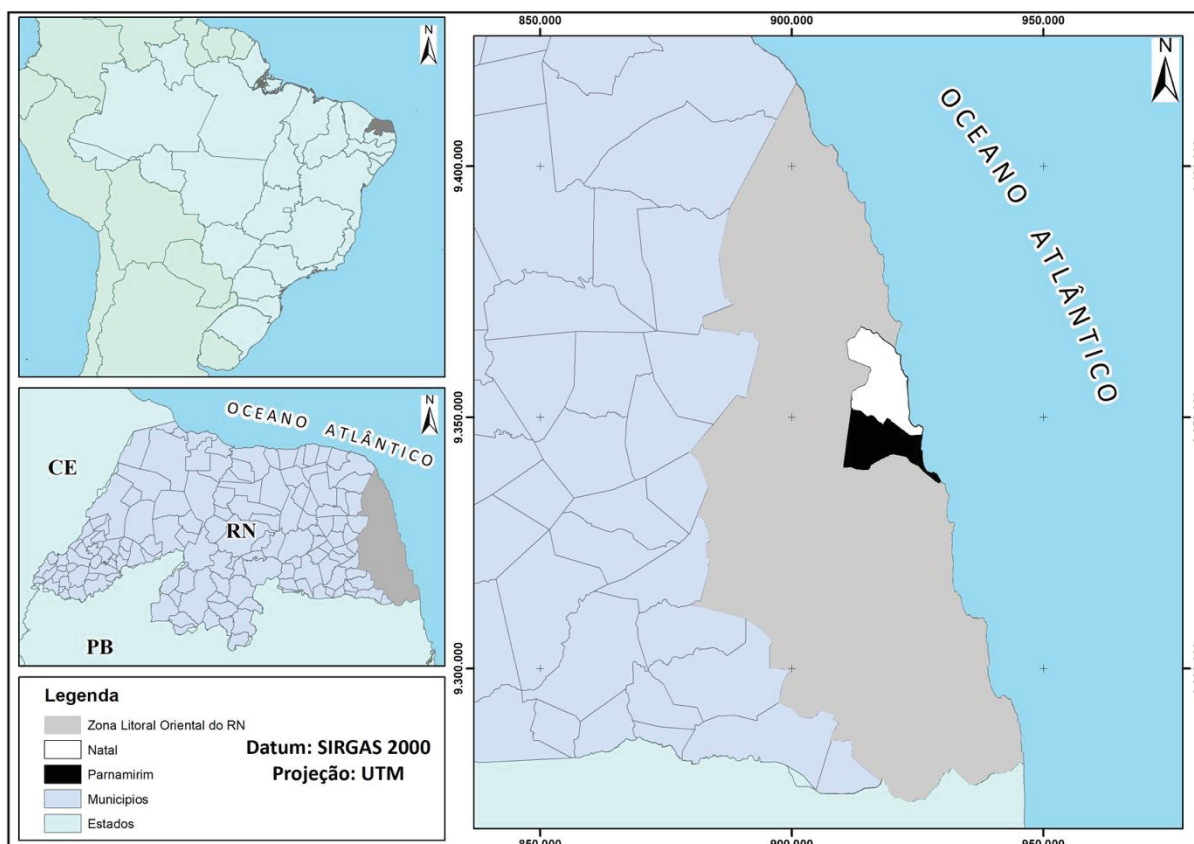 N
OCEANO ATLÂNTICO
N
CE
RN
PB
Legenda
Zona Litoral Oriental do RN
Natal
Parnamirim
Municipios
Estados
Datum: SIRGAS 2000
Projeção: UTM
850.000
900.000
950.000
N
OCEANO ATLÂNTICO
9.400.000
9.350.000
9.300.000
850.000
900.000
950.000